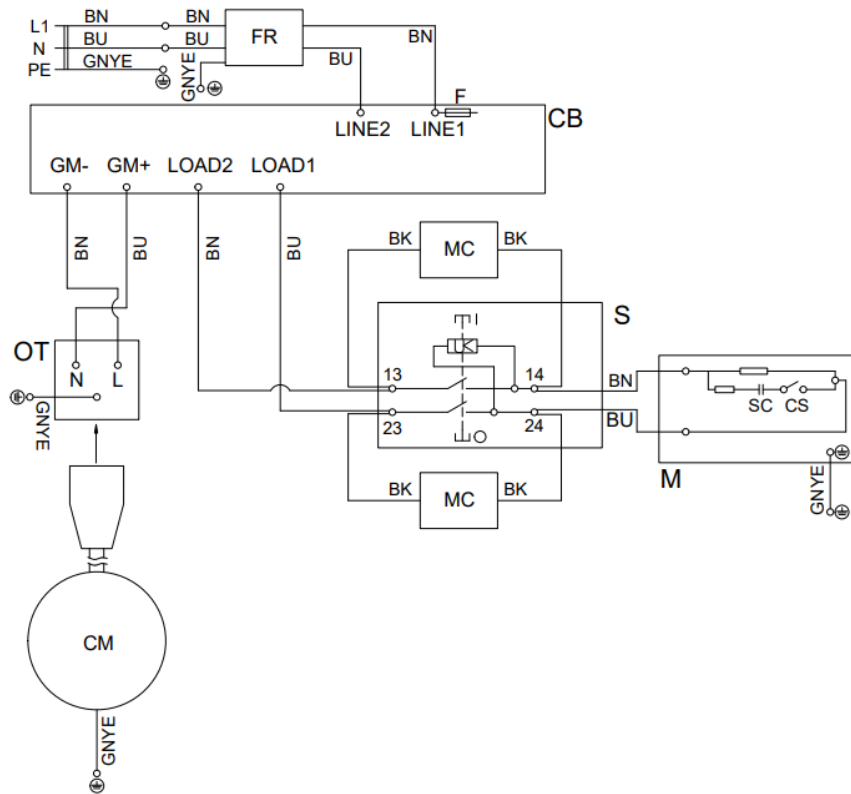 L1 BN BN
N BU BU FR BN
PE GNYE GNYE BU
F
LINE2 LINE1 CB
GM- GM+ LOAD2 LOAD1
BN BU BN BU
BK MC BK
I S
OT U<
N L 13 14 BN
GNYE 23 24 BU SC CS
O
M
BK MC BK GNYE
CM
GNYE